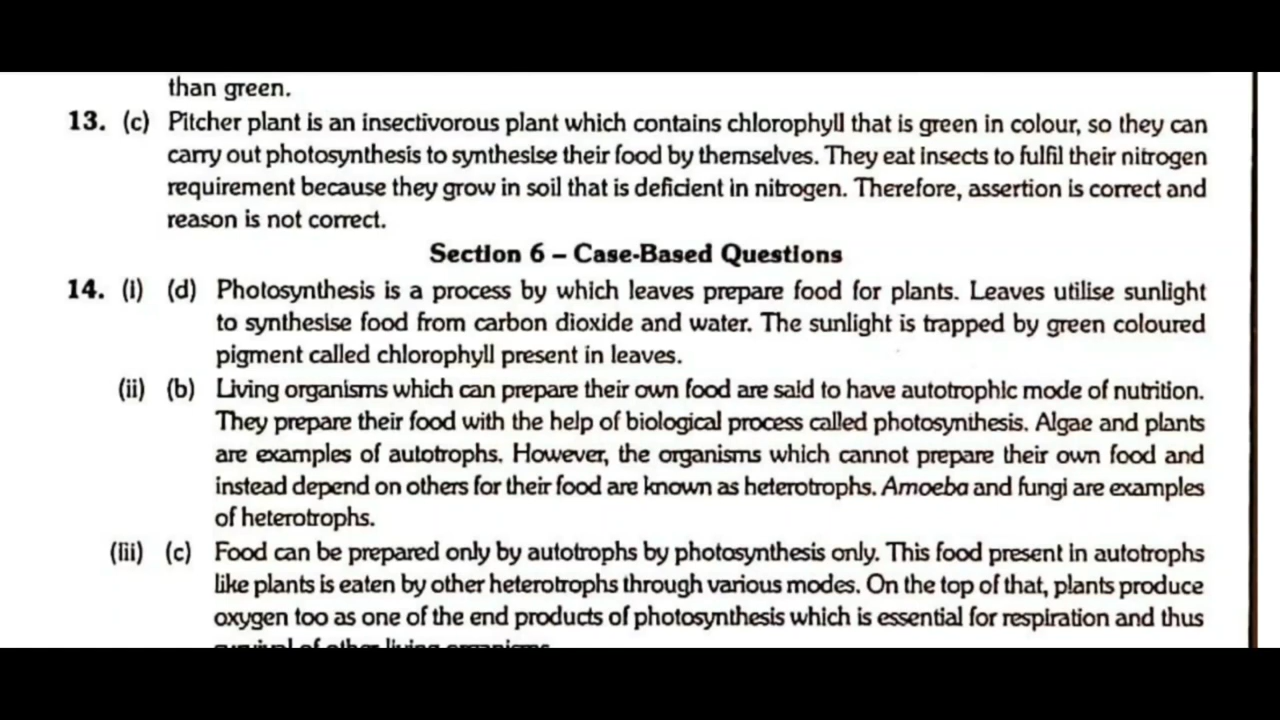 than green.
13. (c) Pitcher plant is an insectivorous plant which contains chlorophyll that is green in colour, so they can
carry out photosynthesis to synthesise their food by themselves. They eat insects to fulfil their nitrogen
requirement because they grow in soil that is deficient in nitrogen. Therefore, assertion is correct and
reason is not correct.
Section 6 – Case-Based Questions
14. (i) (d) Photosynthesis is a process by which leaves prepare food for plants. Leaves utilise sunlight
to synthesise food from carbon dioxide and water. The sunlight is trapped by green coloured
pigment called chlorophyll present in leaves.
(ii) (b) Living organisms which can prepare their own food are said to have autotrophic mode of nutrition.
They prepare their food with the help of biological process called photosynthesis. Algae and plants
are examples of autotrophs. However, the organisms which cannot prepare their own food and
instead depend on others for their food are known as heterotrophs. Amoeba and fungi are examples
of heterotrophs.
(iii) (c) Food can be prepared only by autotrophs by photosynthesis only. This food present in autotrophs
like plants is eaten by other heterotrophs through various modes. On the top of that, plants produce
oxygen too as one of the end products of photosynthesis which is essential for respiration and thus
survival of other living organisms.